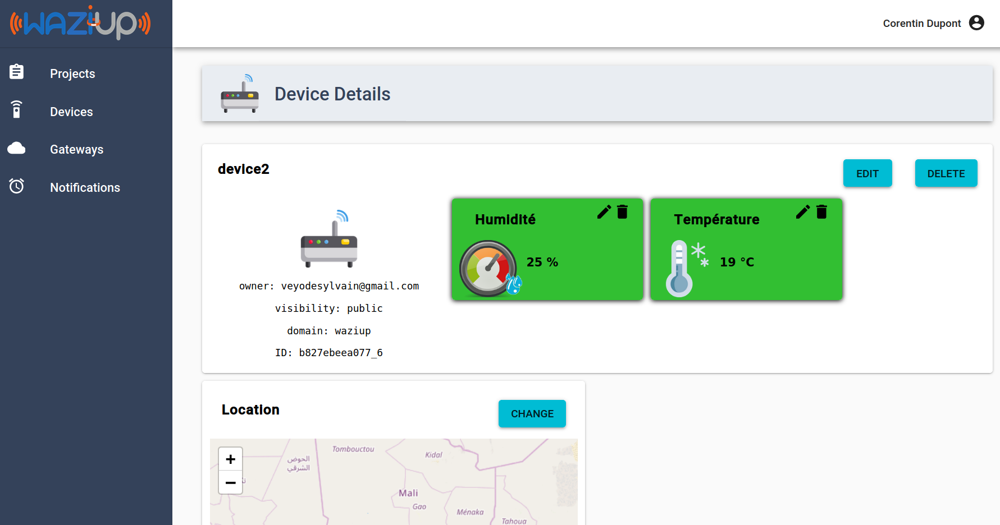 waziup
Corentin Dupont
Projects
Devices
Gateways
Notifications
Device Details
device2
EDIT
DELETE
owner: veyodesylvain@gmail.com
visibility: public
domain: waziup
ID: b827ebeea077_6
Humidité
25 %
Température
19 °C
Location
CHANGE
+
−
Tombouctou
Kidal
الحوض
الشرقي
Mali
Gao
Ménaka
Tahoua